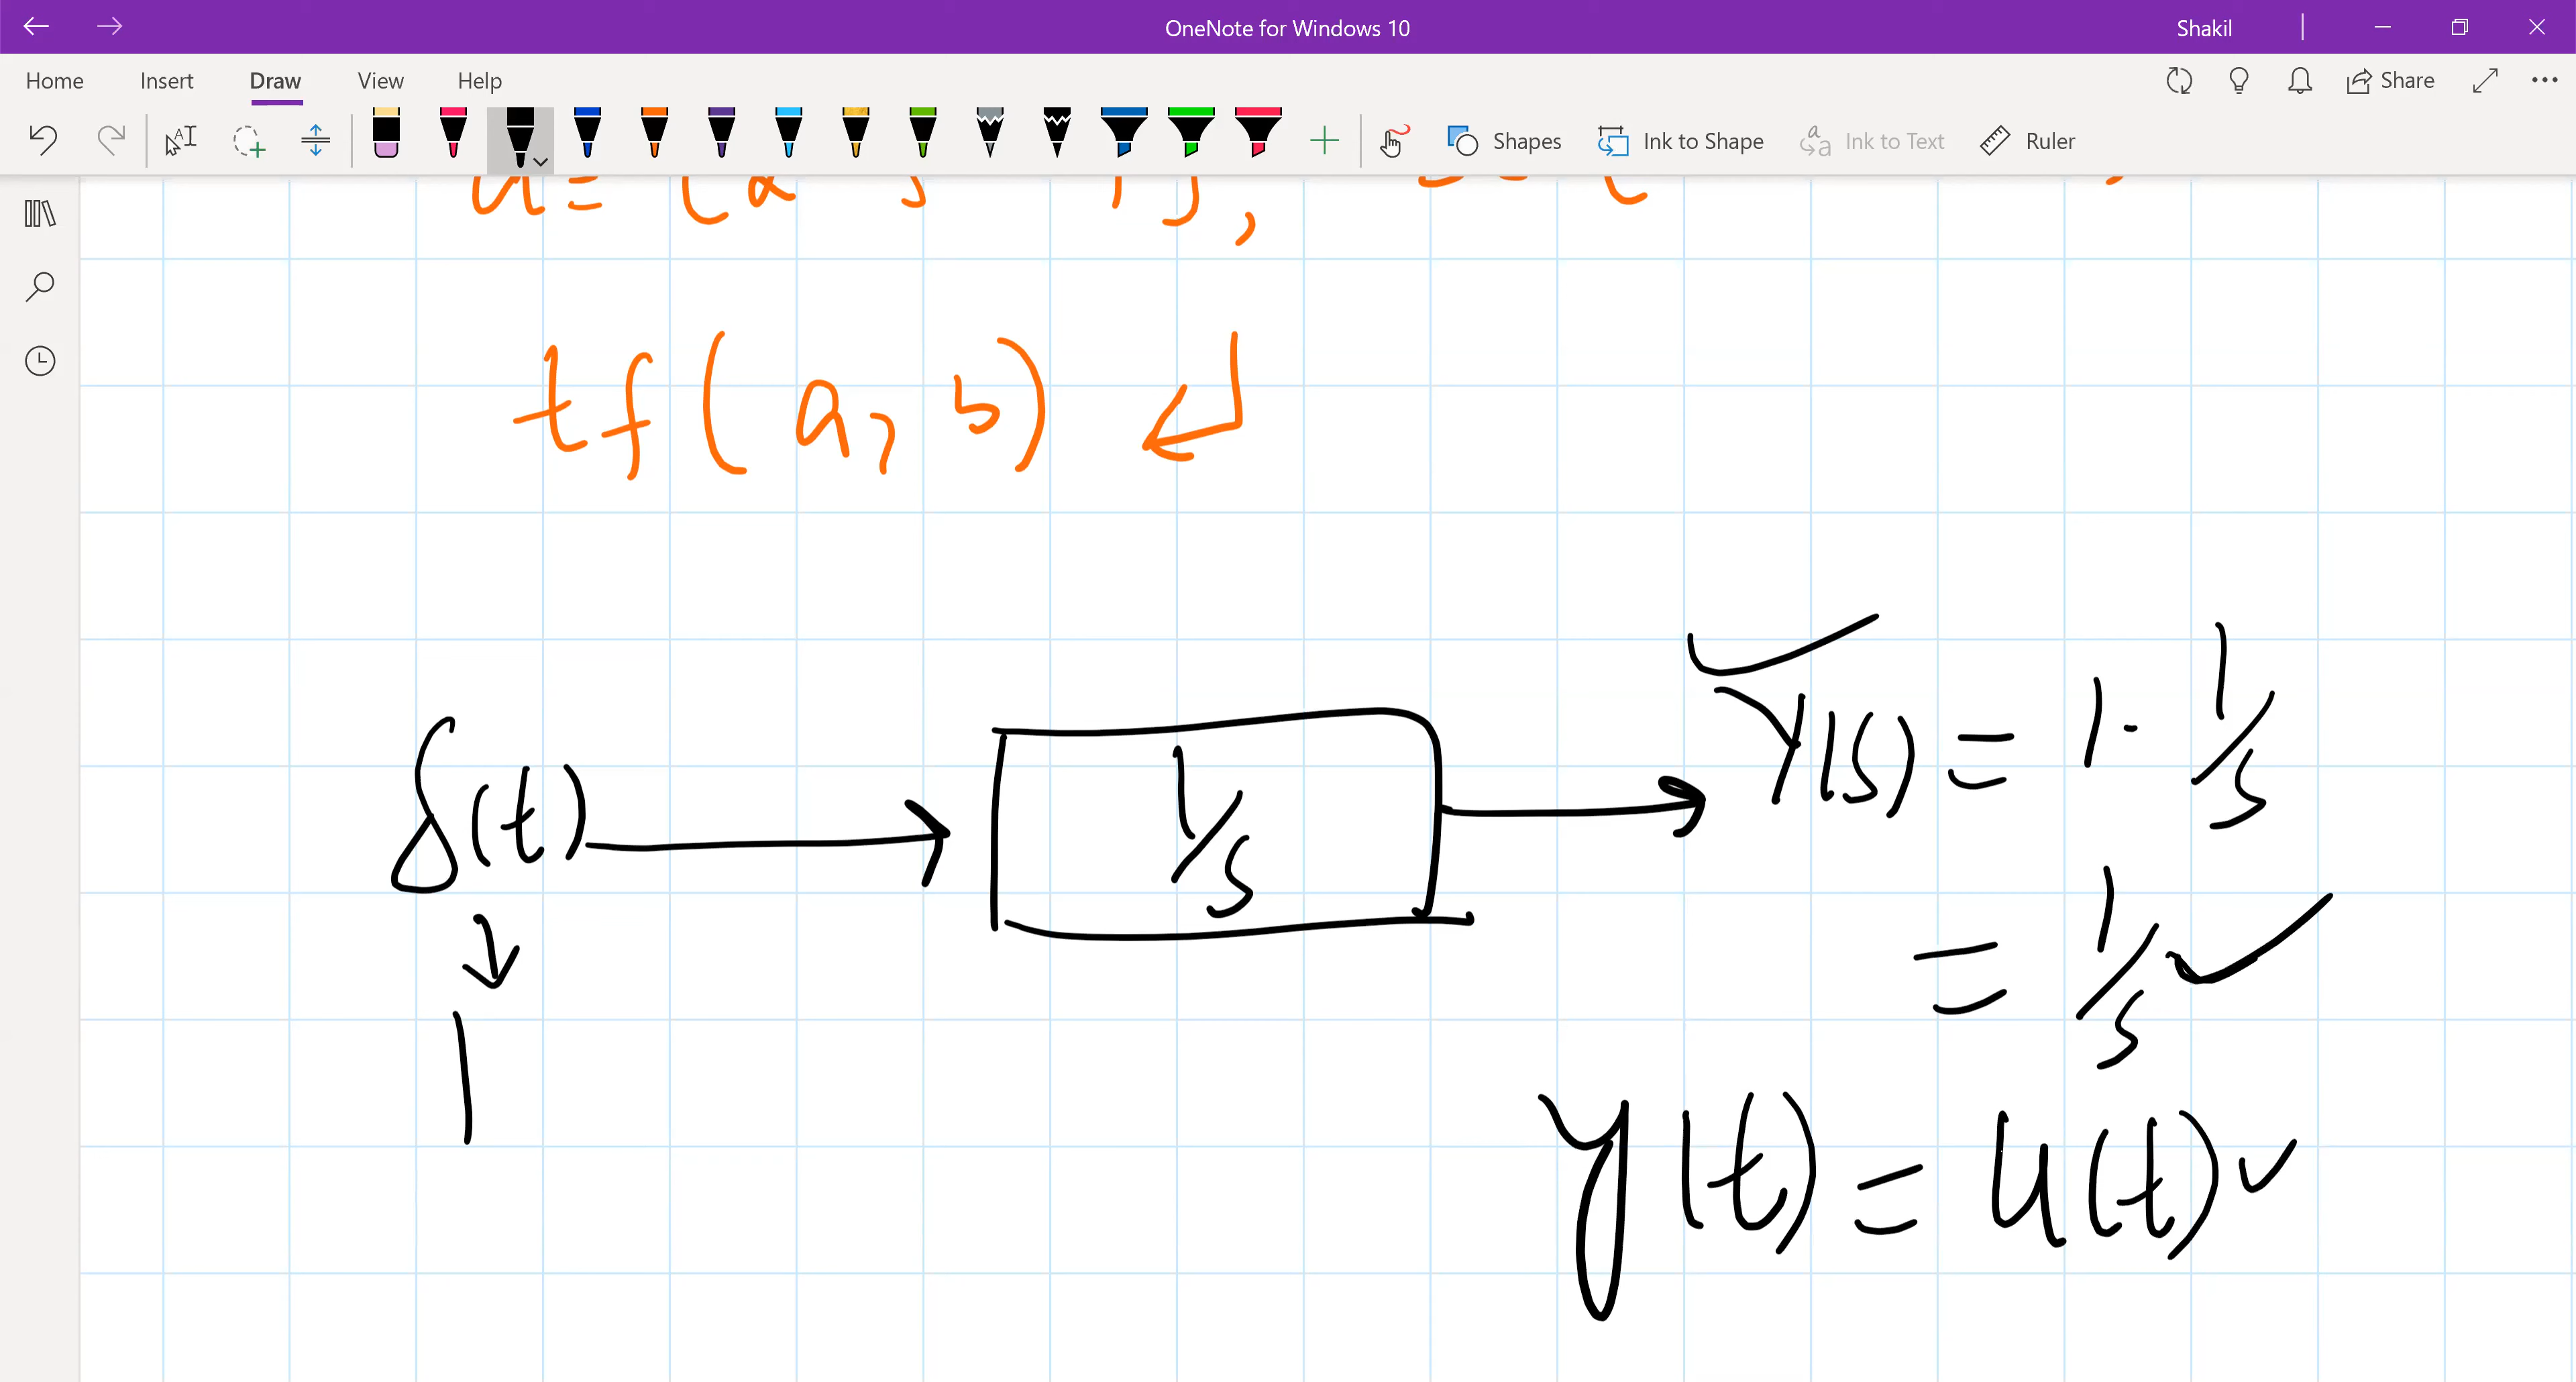 OneNote for Windows 10
Shakil
Home Insert Draw View Help
Share
Shapes Ink to Shape Ink to Text Ruler
tf(a, b) ↵
δ(t) → 1/s → Y(s) = 1 · 1/s
↓
1
= 1/s ✓
y(t) = u(t) ✓